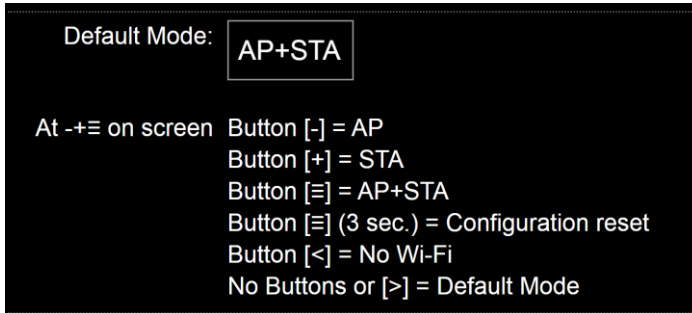 Default Mode: AP+STA
At -+≡ on screen Button [-] = AP
Button [+] = STA
Button [≡] = AP+STA
Button [≡] (3 sec.) = Configuration reset
Button [<] = No Wi-Fi
No Buttons or [>] = Default Mode